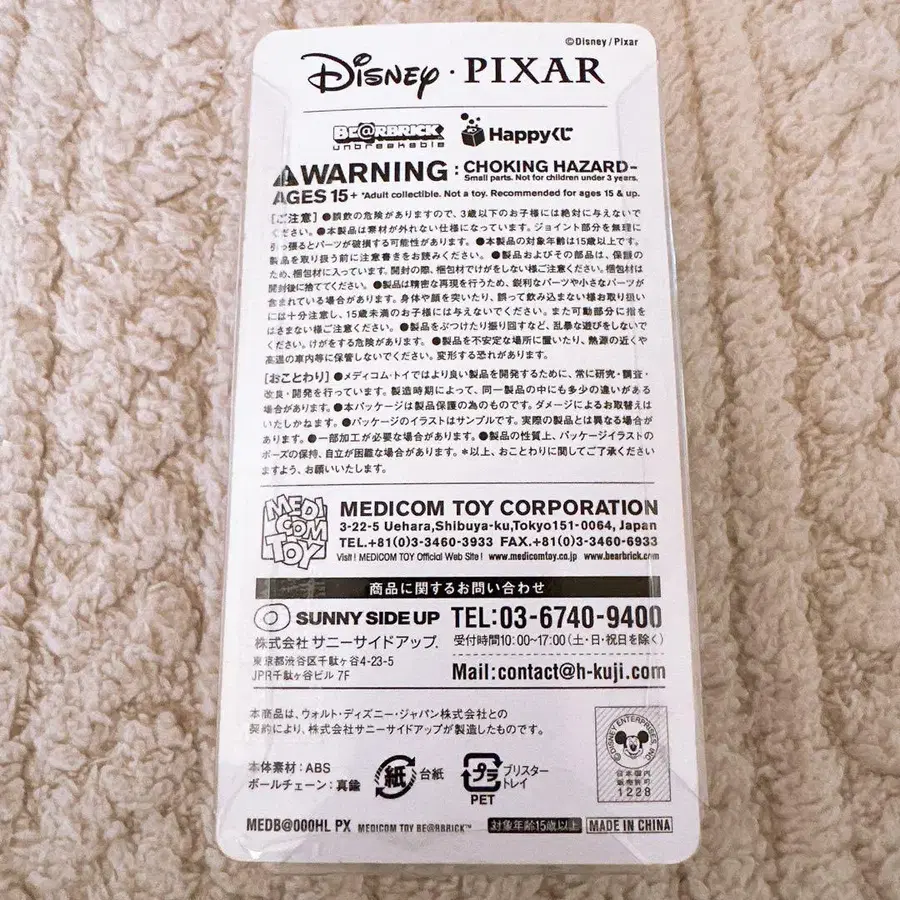 ©Disney/Pixar
Disney・PIXAR
BE@RBRICK
unbreakable
Happyくじ
WARNING : CHOKING HAZARD-
Small parts. Not for children under 3 years.
AGES 15+ *Adult collectible. Not a toy. Recommended for ages 15 & up.
[ご注意] ●誤飲の危険がありますので、3歳以下のお子様には絶対に与えないで
ください。●本製品は素材が外れない仕様になっています。ジョイント部分を無理に
引っ張るとパーツが破損する可能性があります。●本製品の対象年齢は15歳以上です。
製品を取り扱う前に注意書きをお読みください。●製品およびその部品は、保護の
ため、梱包材に入っています。開封の際、梱包材でけがをしない様ご注意ください。梱包材は
開封後に捨ててください。●製品は精密な再現を行うため、鋭利なパーツや小さなパーツが
含まれている場合があります。身体や顔を突いたり、誤って飲み込まない様お取り扱い
には十分注意し、15歳未満のお子様には与えないでください。また可動部分に指を
はさまない様ご注意ください。●製品をぶつけたり振り回すなど、乱暴な遊びをしないで
ください。けがをする危険があります。●製品を不安定な場所に置いたり、熱源の近くや
高温の車内等に保管しないでください。変形する恐れがあります。
[おことわり] ●メディコム・トイではより良い製品を開発するために、常に研究・調査・
改良・開発を行っています。製造時期によって、同一製品の中にも多少の違いがある
場合があります。●本パッケージは製品保護の為のものです。ダメージによるお取替えは
いたしかねます。●パッケージのイラストはサンプルです。実際の製品とは異なる場合が
あります。●一部加工が必要な場合があります。●製品の性質上、パッケージイラストの
ポーズの保持、自立が困難な場合があります。*以上、おことわりに関してご了承ください
ますよう、お願いいたします。
MEDI
COM
TOY
MEDICOM TOY CORPORATION
3-22-5 Uehara,Shibuya-ku,Tokyo151-0064, Japan
TEL.+81(0)3-3460-3933 FAX.+81(0)3-3460-6933
Visit ! MEDICOM TOY Official Web Site ! www.medicomtoy.co.jp www.bearbrick.com
商品に関するお問い合わせ
SUNNY SIDE UP
株式会社 サニーサイドアップ.
東京都渋谷区千駄ヶ谷4-23-5
JPR千駄ヶ谷ビル 7F
TEL:03-6740-9400
受付時間10:00~17:00(土・日・祝日を除く)
Mail:contact@h-kuji.com
本商品は、ウォルト・ディズニー・ジャパン株式会社との
契約により、株式会社サニーサイドアップが製造したものです。
本体素材:ABS
ボールチェーン:真鍮
紙 台紙
プラ
PET
ブリスター
トレイ
©DISNEY ENTERPRISES INC.
日本国内
販売許可
1228
MEDB@000HL PX MEDICOM TOY BE@RBRICK™
対象年齢15歳以上
MADE IN CHINA